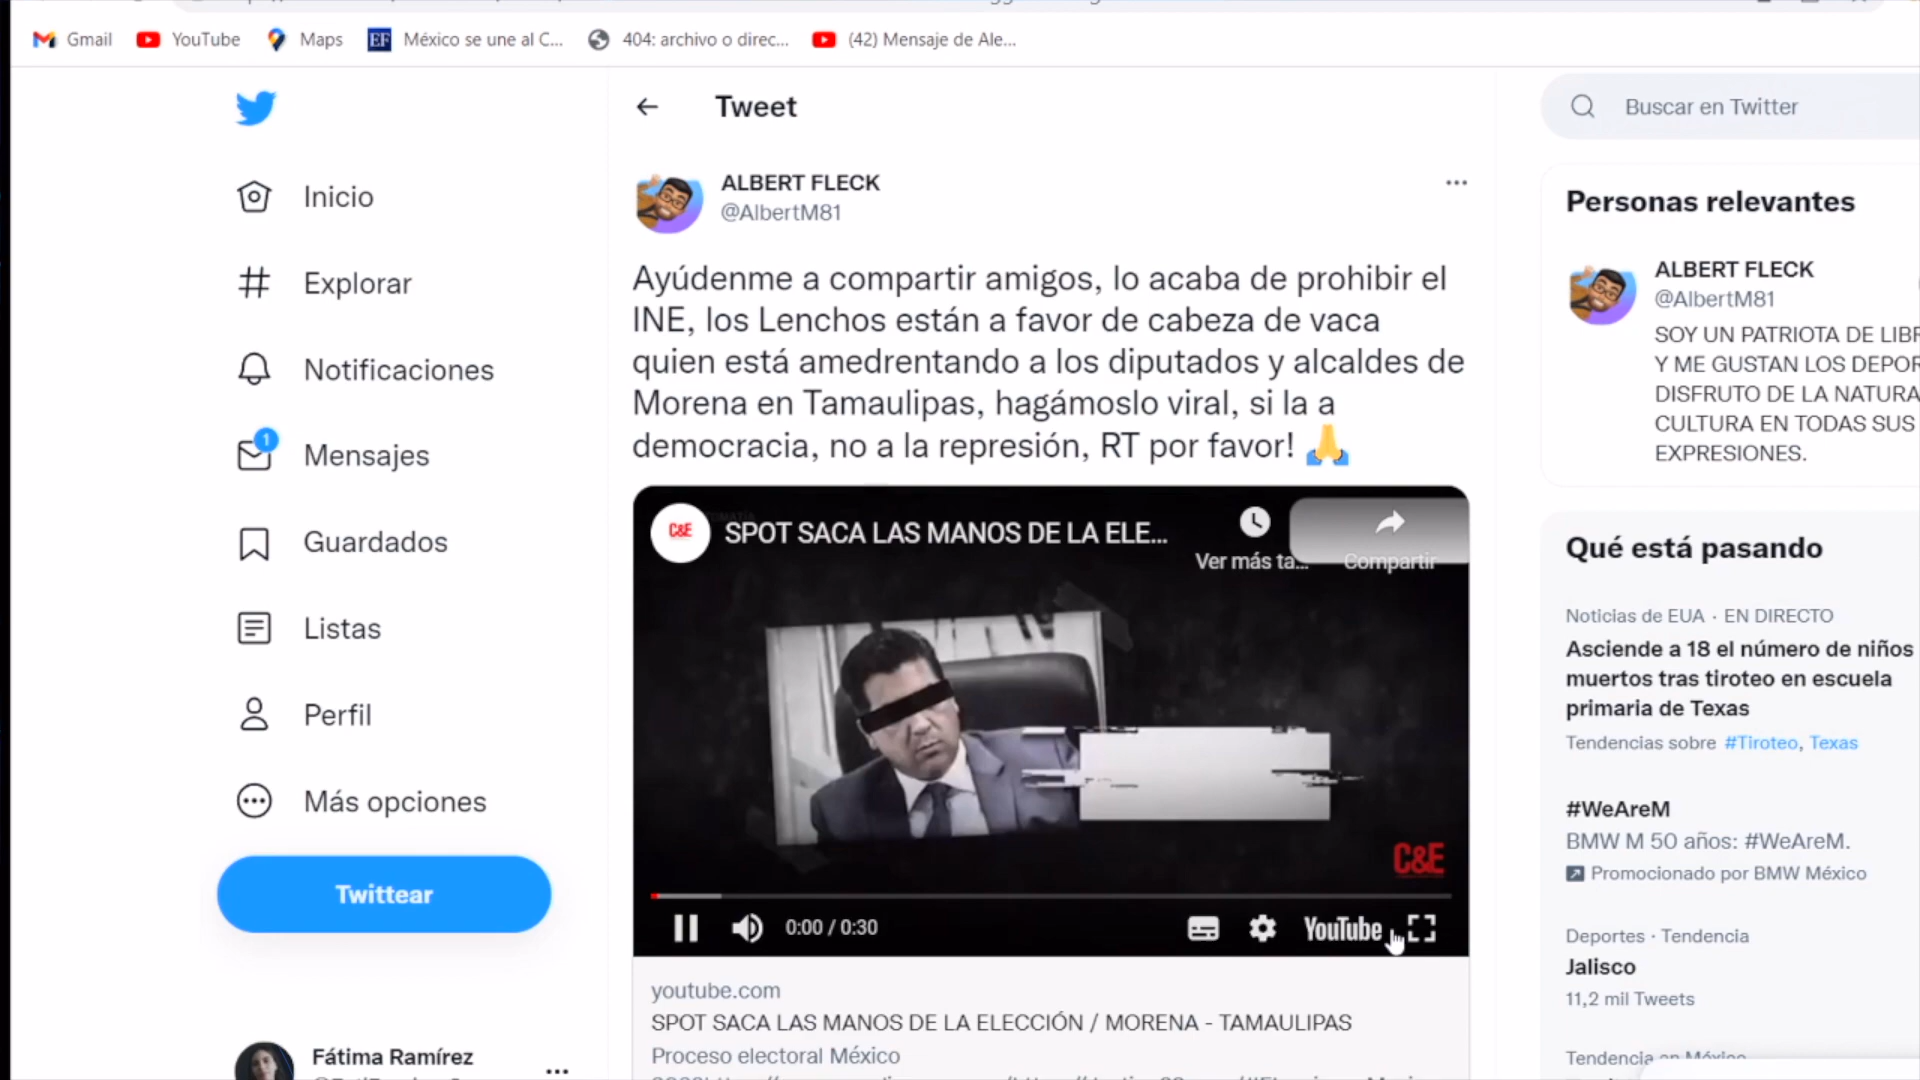 Gmail
YouTube
Maps
EF
México se une al C...
404: archivo o direc...
(42) Mensaje de Ale...
Tweet
Buscar en Twitter
Inicio
Explorar
Notificaciones
1
Mensajes
Guardados
Listas
Perfil
Más opciones
Twittear
Fátima Ramírez
ALBERT FLECK
@AlbertM81
Ayúdenme a compartir amigos, lo acaba de prohibir el
INE, los Lenchos están a favor de cabeza de vaca
quien está amedrentando a los diputados y alcaldes de
Morena en Tamaulipas, hagámoslo viral, si la a
democracia, no a la represión, RT por favor! 🙏
C&E
SPOT SACA LAS MANOS DE LA ELE...
Ver más ta...
Compartir
C&E
0:00 / 0:30
YouTube
youtube.com
SPOT SACA LAS MANOS DE LA ELECCIÓN / MORENA - TAMAULIPAS
Proceso electoral México
Personas relevantes
ALBERT FLECK
@AlbertM81
SOY UN PATRIOTA DE LIBR
Y ME GUSTAN LOS DEPOR
DISFRUTO DE LA NATURA
CULTURA EN TODAS SUS
EXPRESIONES.
Qué está pasando
Noticias de EUA · EN DIRECTO
Asciende a 18 el número de niños
muertos tras tiroteo en escuela
primaria de Texas
Tendencias sobre #Tiroteo, Texas
#WeAreM
BMW M 50 años: #WeAreM.
Promocionado por BMW México
Deportes · Tendencia
Jalisco
11,2 mil Tweets
Tendencia en México